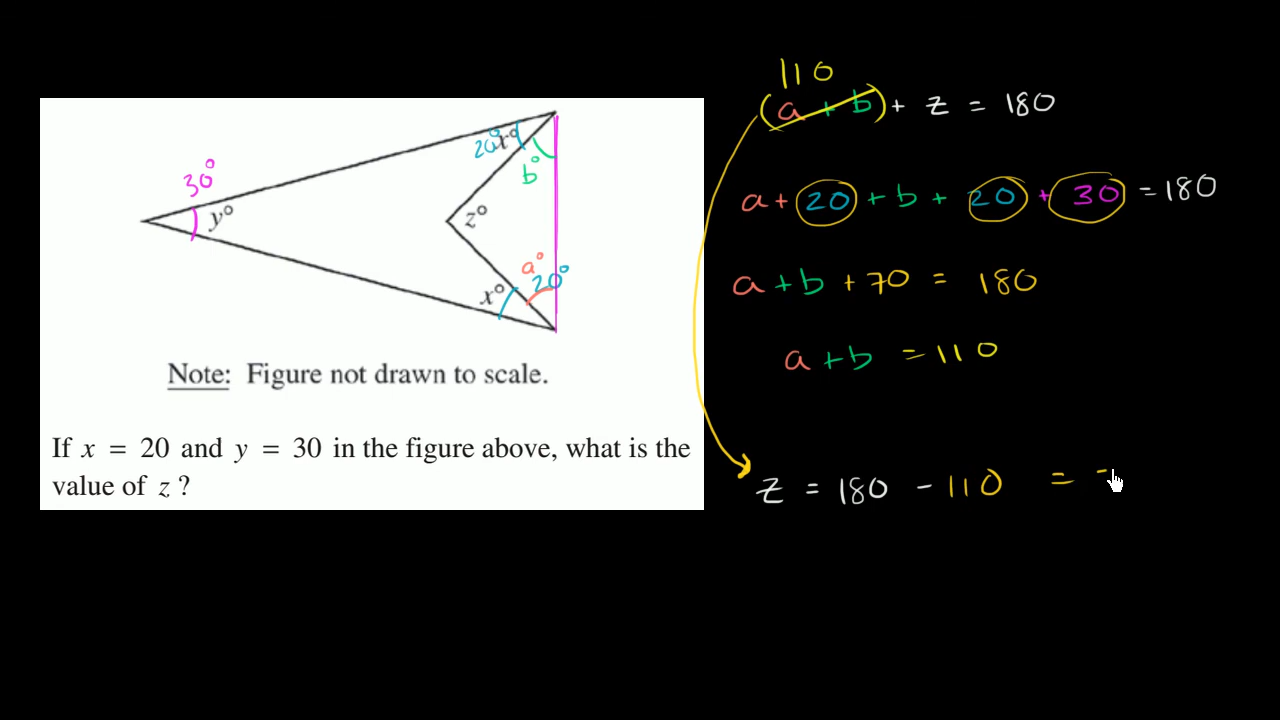 30°
y°
20°
x°
b°
z°
a°
20°
x°
Note: Figure not drawn to scale.
If x = 20 and y = 30 in the figure above, what is the
value of z ?
110
(a + b) + z = 180
a + 20 + b + 20 + 30 = 180
a + b + 70 = 180
a + b = 110
z = 180 - 110 =